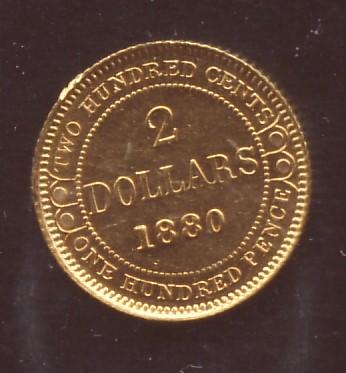 TWO HUNDRED CENTS
2
DOLLARS
1880
ONE HUNDRED PENCE